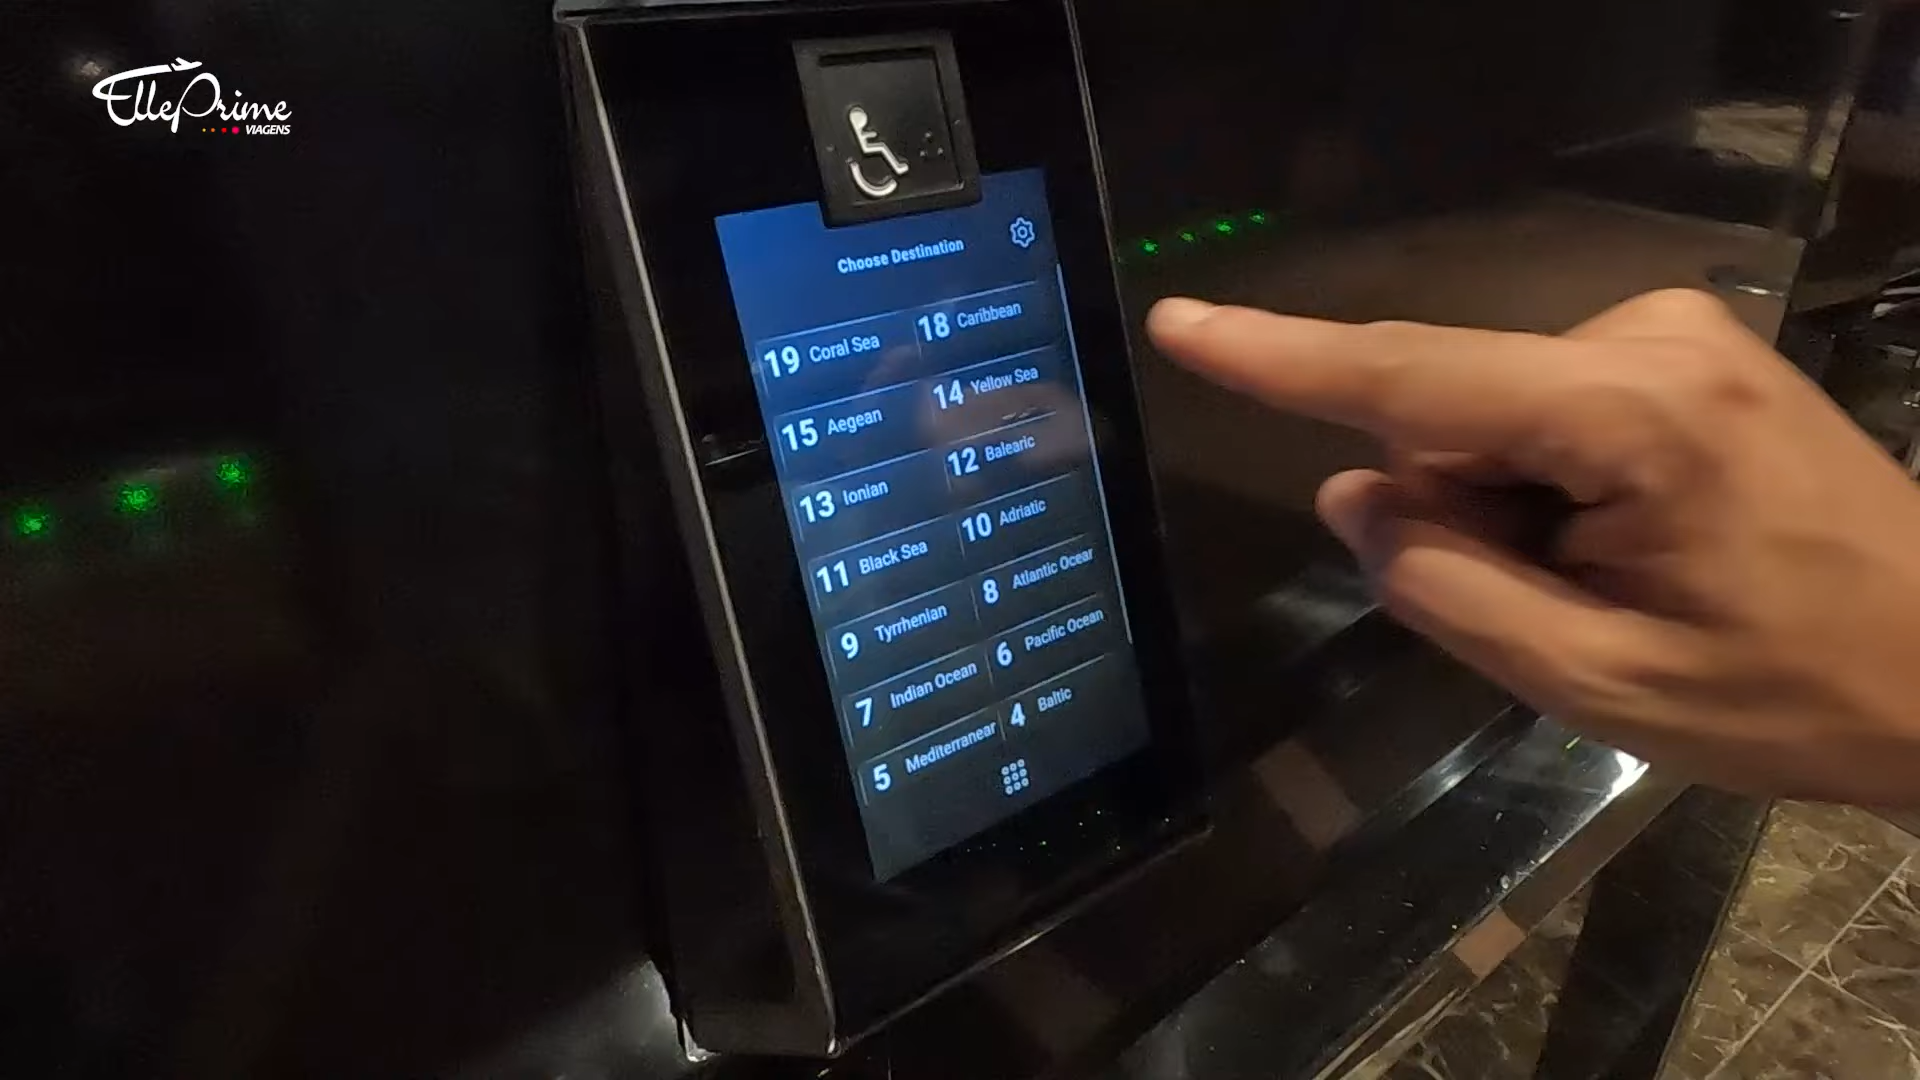 EllePrime
VIAGENS
Choose Destination
19 Coral Sea
18 Caribbean
15 Aegean
14 Yellow Sea
13 Ionian
12 Balearic
11 Black Sea
10 Adriatic
9 Tyrrhenian
8 Atlantic Ocean
7 Indian Ocean
6 Pacific Ocean
5 Mediterranean
4 Baltic